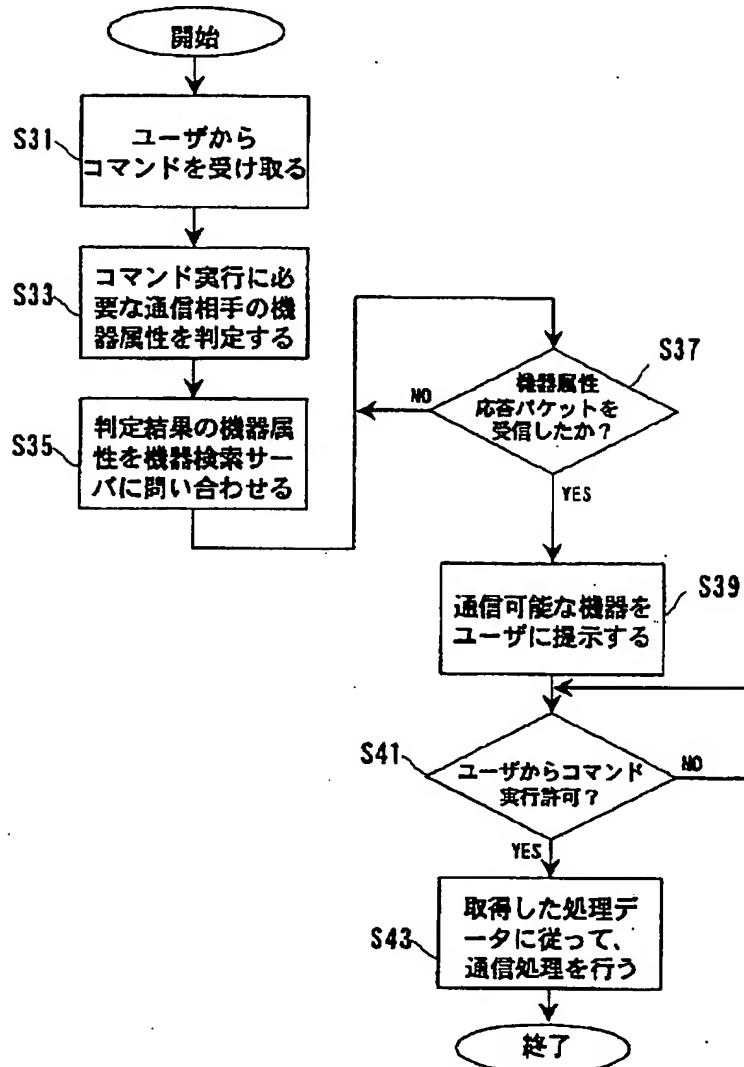 開始
S31
ユーザから
コマンドを受け取る
S33
コマンド実行に必
要な通信相手の機
器属性を判定する
S35
判定結果の機器属
性を機器検索サー
バに問い合わせる
S37
機器属性
応答パケットを
受信したか？
NO
YES
S39
通信可能な機器を
ユーザに提示する
S41
ユーザからコマンド
実行許可？
NO
YES
S43
取得した処理デ
ータに従って、
通信処理を行う
終了